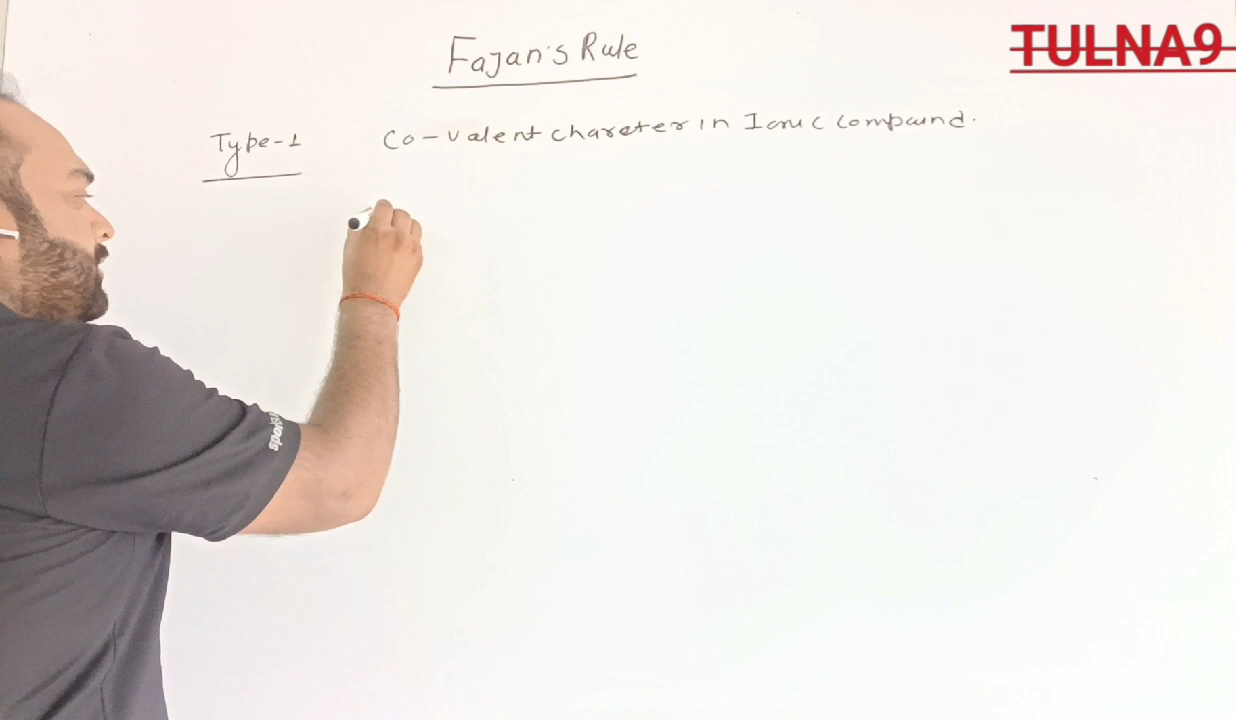 Fajan's Rule
TULNA9
Type-1 Co-valent charater in Ionic compound.